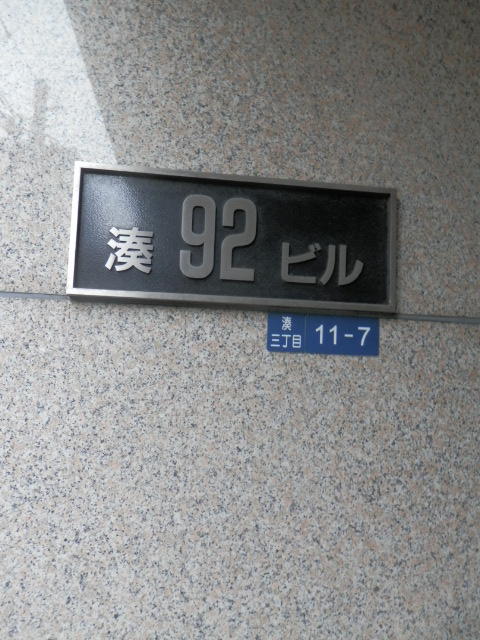 湊 92 ビル
湊
三丁目 11-7